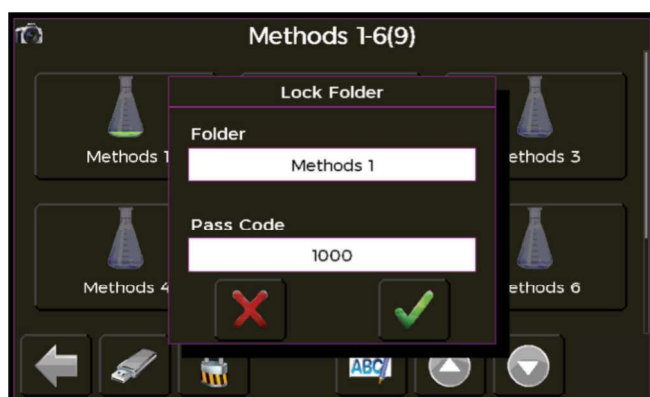 Methods 1-6(9)
Lock Folder
Folder
Methods 1
Methods 1
ethods 3
Pass Code
1000
Methods 4
ethods 6
ABC